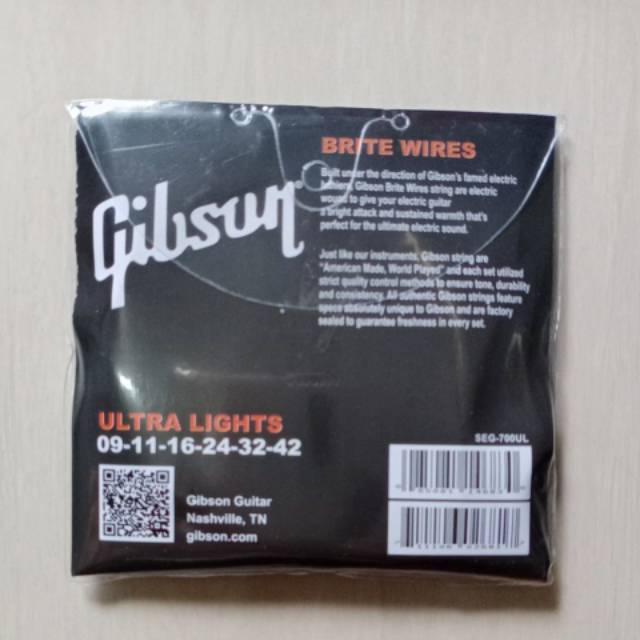 BRITE WIRES
Built under the direction of Gibson's famed electric
Gibson Brite Wires string are electric
wound to give your electric guitar
a bright attack and sustained warmth that's
perfect for the ultimate electric sound.
Gibson
Just like our instruments, Gibson string are
"American Made, World Played" and each set utilized
strict quality control methods to ensure tone, durability
and consistency. All authentic Gibson strings feature
specs absolutely unique to Gibson and are factory
sealed to guarantee freshness in every set.
ULTRA LIGHTS
09-11-16-24-32-42
SEG-700UL
Gibson Guitar
Nashville, TN
gibson.com